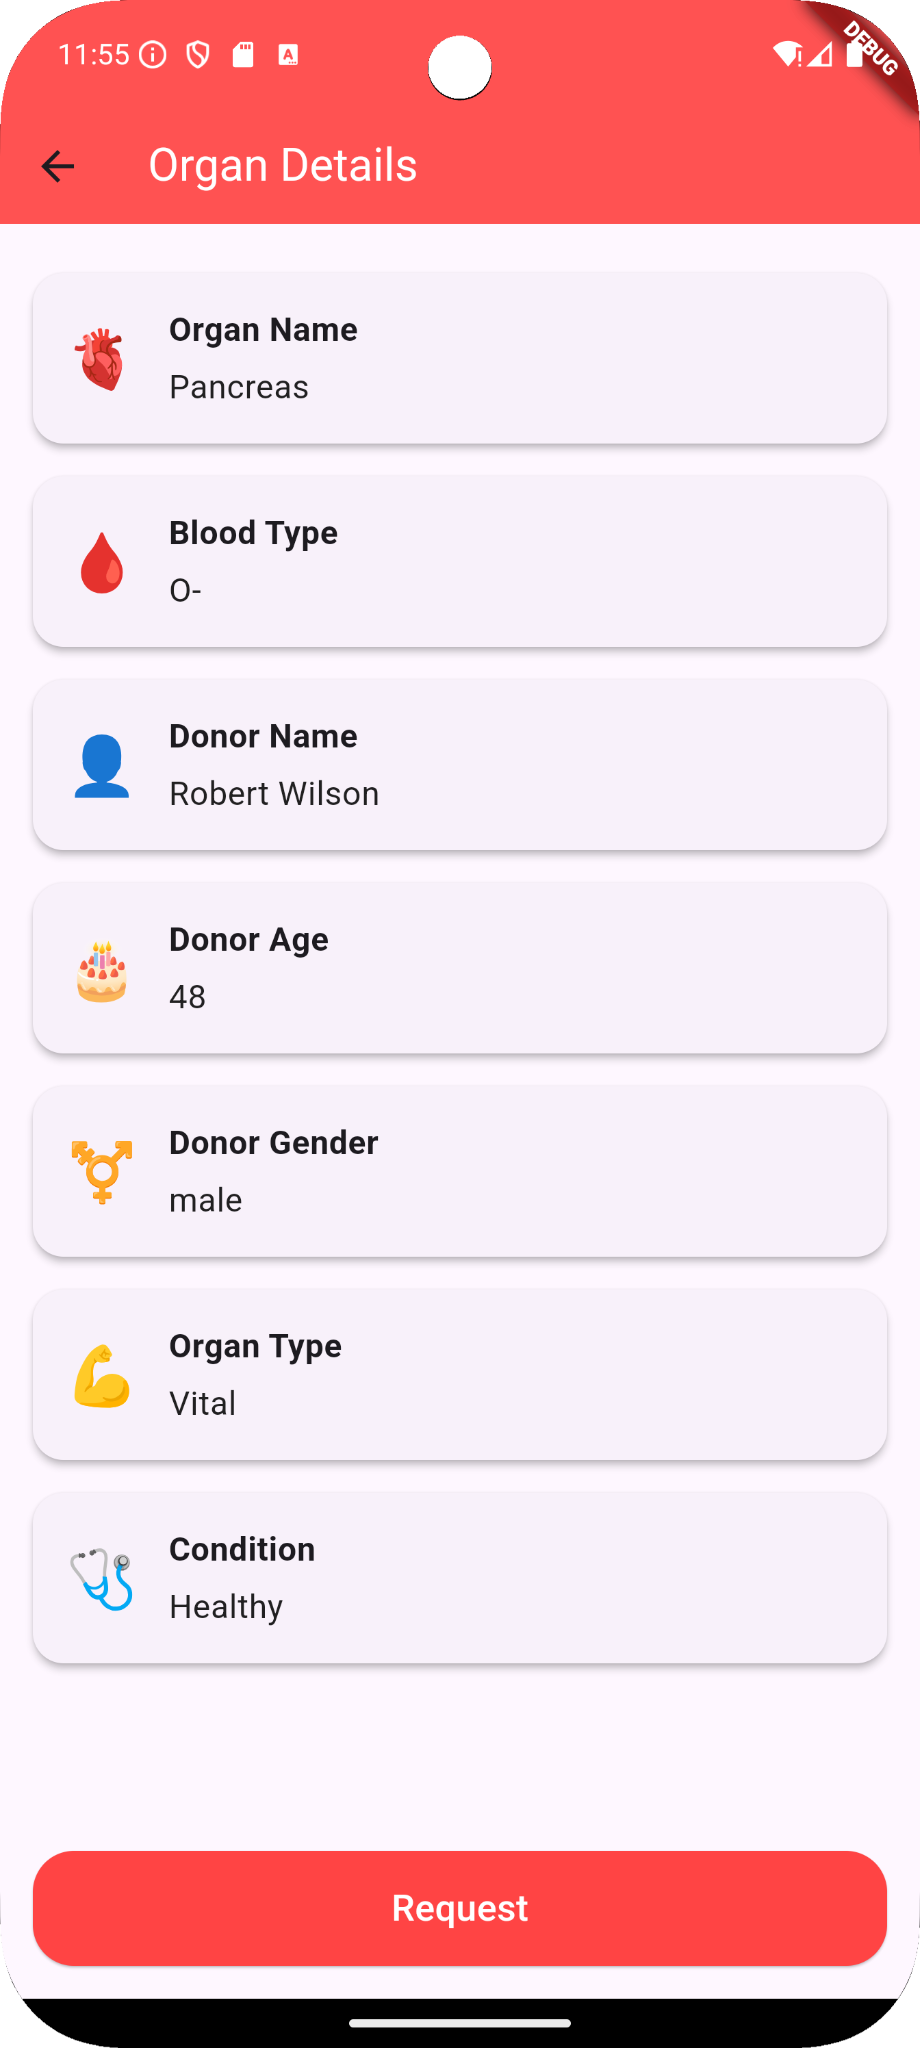 11:55
DEBUG
Organ Details
Organ Name
Pancreas
Blood Type
O-
Donor Name
Robert Wilson
Donor Age
48
Donor Gender
male
Organ Type
Vital
Condition
Healthy
Request